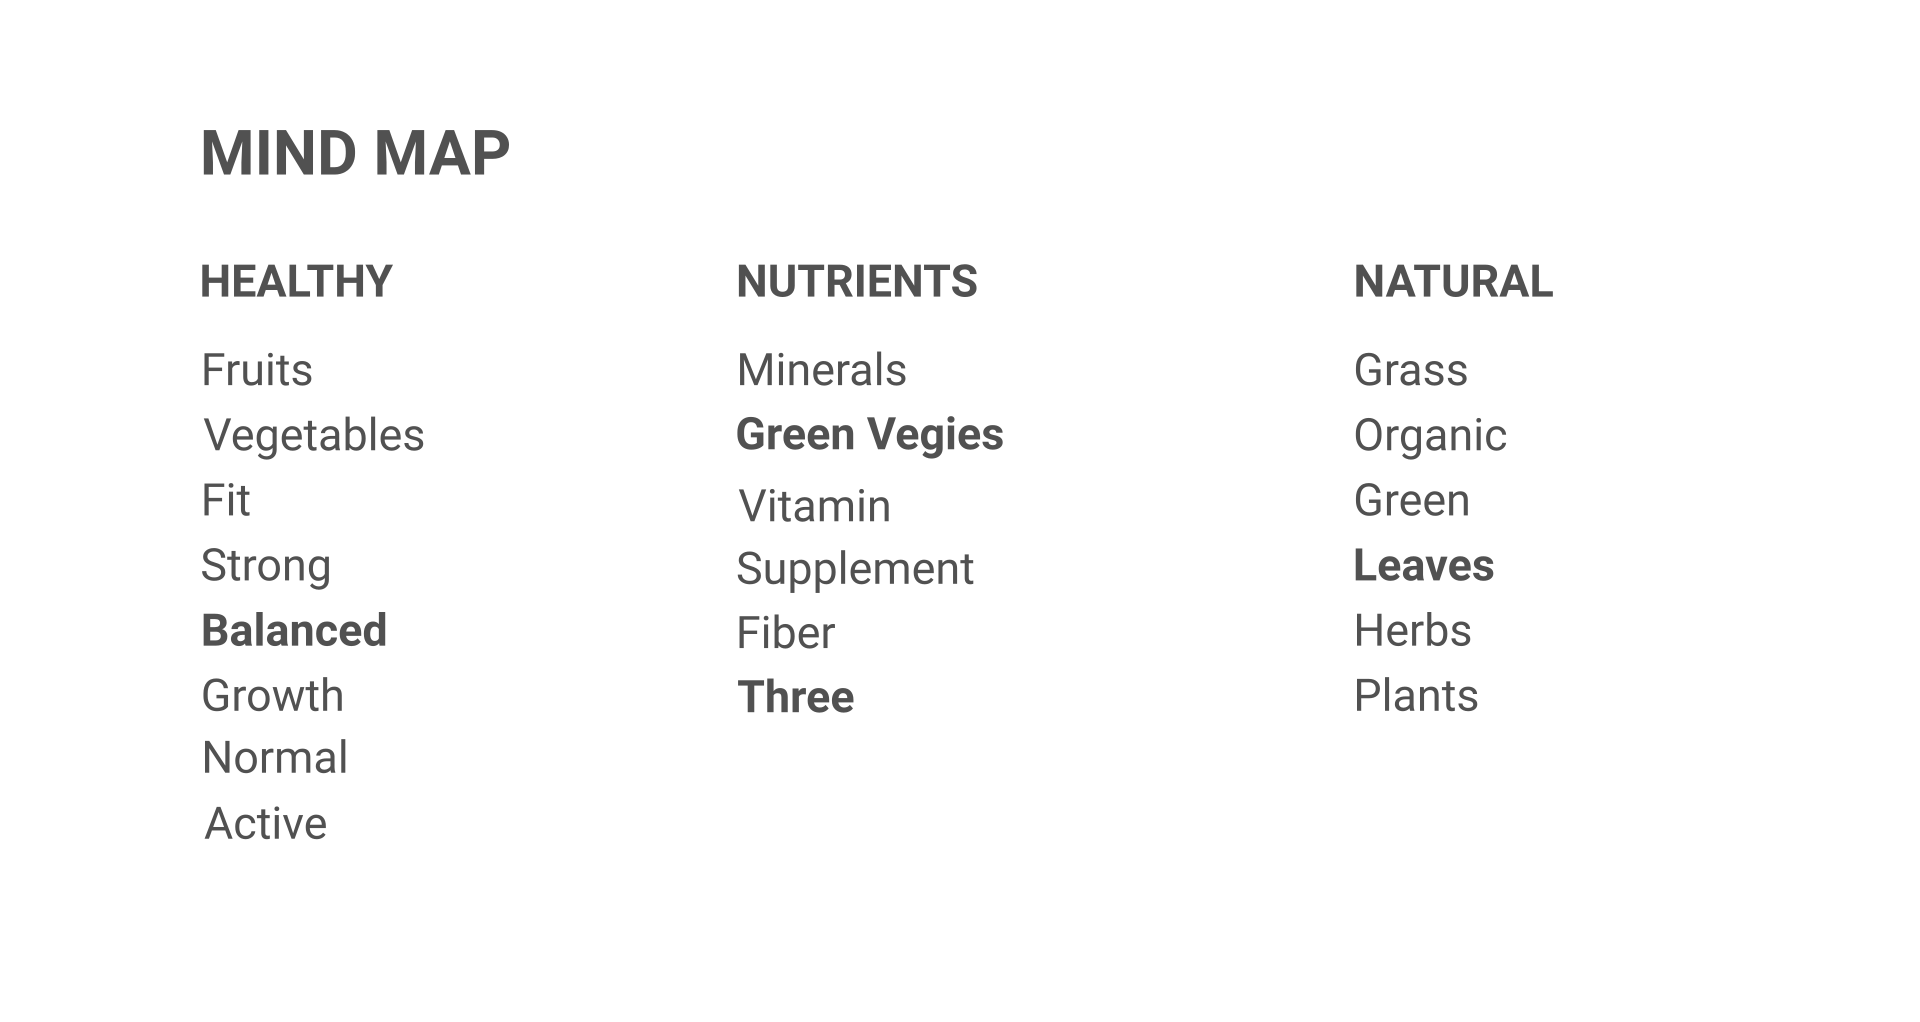 MIND MAP
HEALTHY
Fruits
Vegetables
Fit
Strong
Balanced
Growth
Normal
Active
NUTRIENTS
Minerals
Green Vegies
Vitamin
Supplement
Fiber
Three
NATURAL
Grass
Organic
Green
Leaves
Herbs
Plants